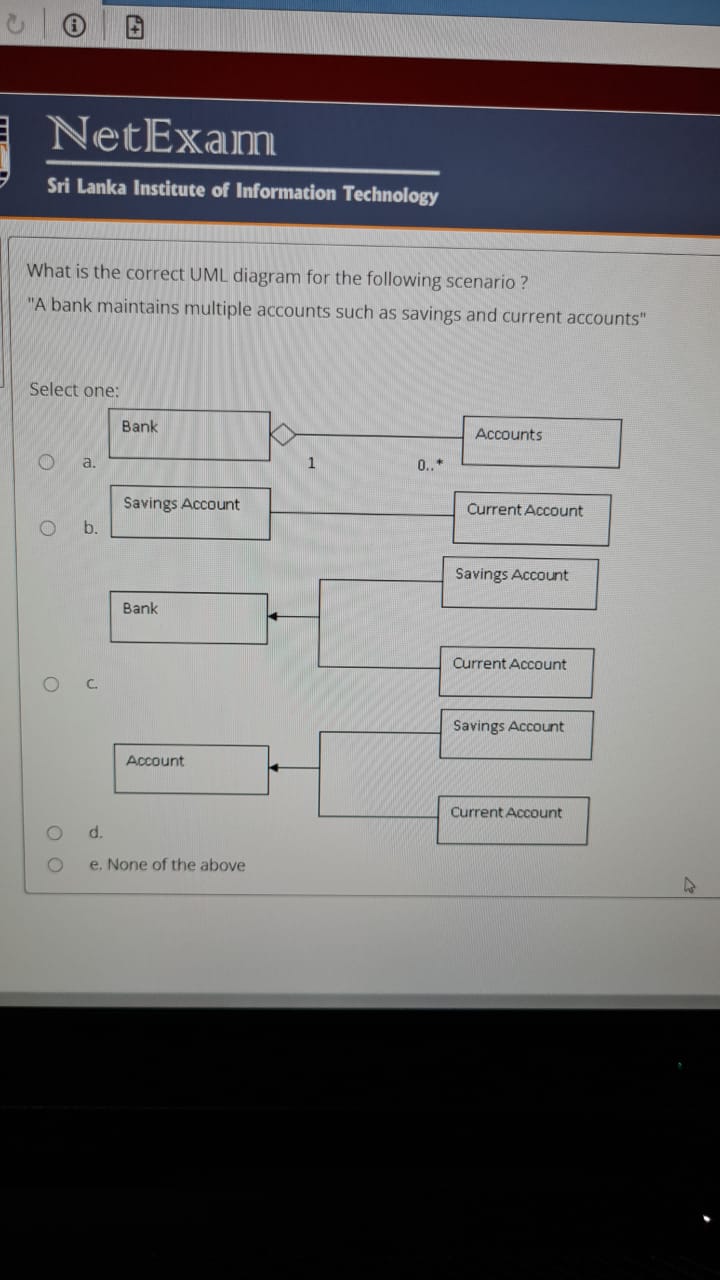 NetExam
Sri Lanka Institute of Information Technology
What is the correct UML diagram for the following scenario ?
"A bank maintains multiple accounts such as savings and current accounts"
Select one:
Bank
Accounts
a.
1
0..*
Savings Account
Current Account
b.
Savings Account
Bank
Current Account
c.
Savings Account
Account
Current Account
d.
e. None of the above